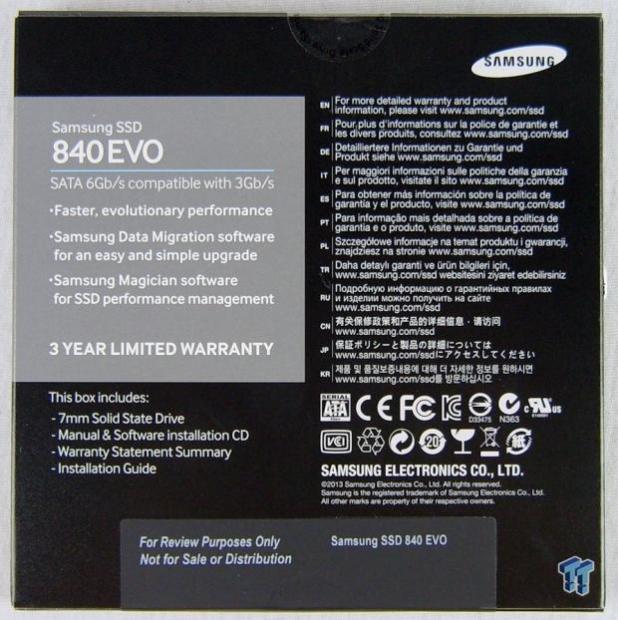 SAMSUNG
Samsung SSD
840 EVO
SATA 6Gb/s compatible with 3Gb/s
•Faster, evolutionary performance
•Samsung Data Migration software
for an easy and simple upgrade
•Samsung Magician software
for SSD performance management
3 YEAR LIMITED WARRANTY
This box includes:
- 7mm Solid State Drive
- Manual & Software installation CD
- Warranty Statement Summary
- Installation Guide
EN For more detailed warranty and product
information, please visit www.samsung.com/ssd
FR Pour plus d'informations sur la police de garantie et
les divers produits, consultez www.samsung.com/ssd
DE Detailliertere Informationen zu Garantie und
Produkt siehe www.samsung.com/ssd
IT Per maggiori informazioni sulle politiche della garanzia
e sul prodotto, visitate il sito www.samsung.com/ssd
ES Para obtener más información sobre la política de
garantía y el producto, visite www.samsung.com/ssd
PT Para informação mais detalhada sobre a política de
garantia e o produto, visite www.samsung.com/ssd
PL Szczegółowe informacje na temat produktu i gwarancji,
znajdziesz na stronie www.samsung.com/ssd
TR Daha detaylı garanti ve ürün bilgileri için,
www.samsung.com/ssd websitesini ziyaret edebilirsiniz
RU Подробную информацию о гарантийных правилах
и изделии можно получить на сайте
www.samsung.com/ssd
CN 有关保修政策和产品的详细信息，请访问
www.samsung.com/ssd
JP 保証ポリシーと製品の詳細については
www.samsung.com/ssdにアクセスしてください
KR 제품 및 품질보증내용에 대해 더 자세한 정보를 원하시면
www.samsung.com/ssd를 방문하십시오
SERIAL
ATA
CE FC D33475 N363 c RU us
VCI 20
SAMSUNG ELECTRONICS CO., LTD.
©2013 Samsung Electronics Co., Ltd. All rights reserved.
Samsung is the registered trademark of Samsung Electronics Co., Ltd.
All other marks are property of their respective owners.
For Review Purposes Only
Not for Sale or Distribution
Samsung SSD 840 EVO
TT